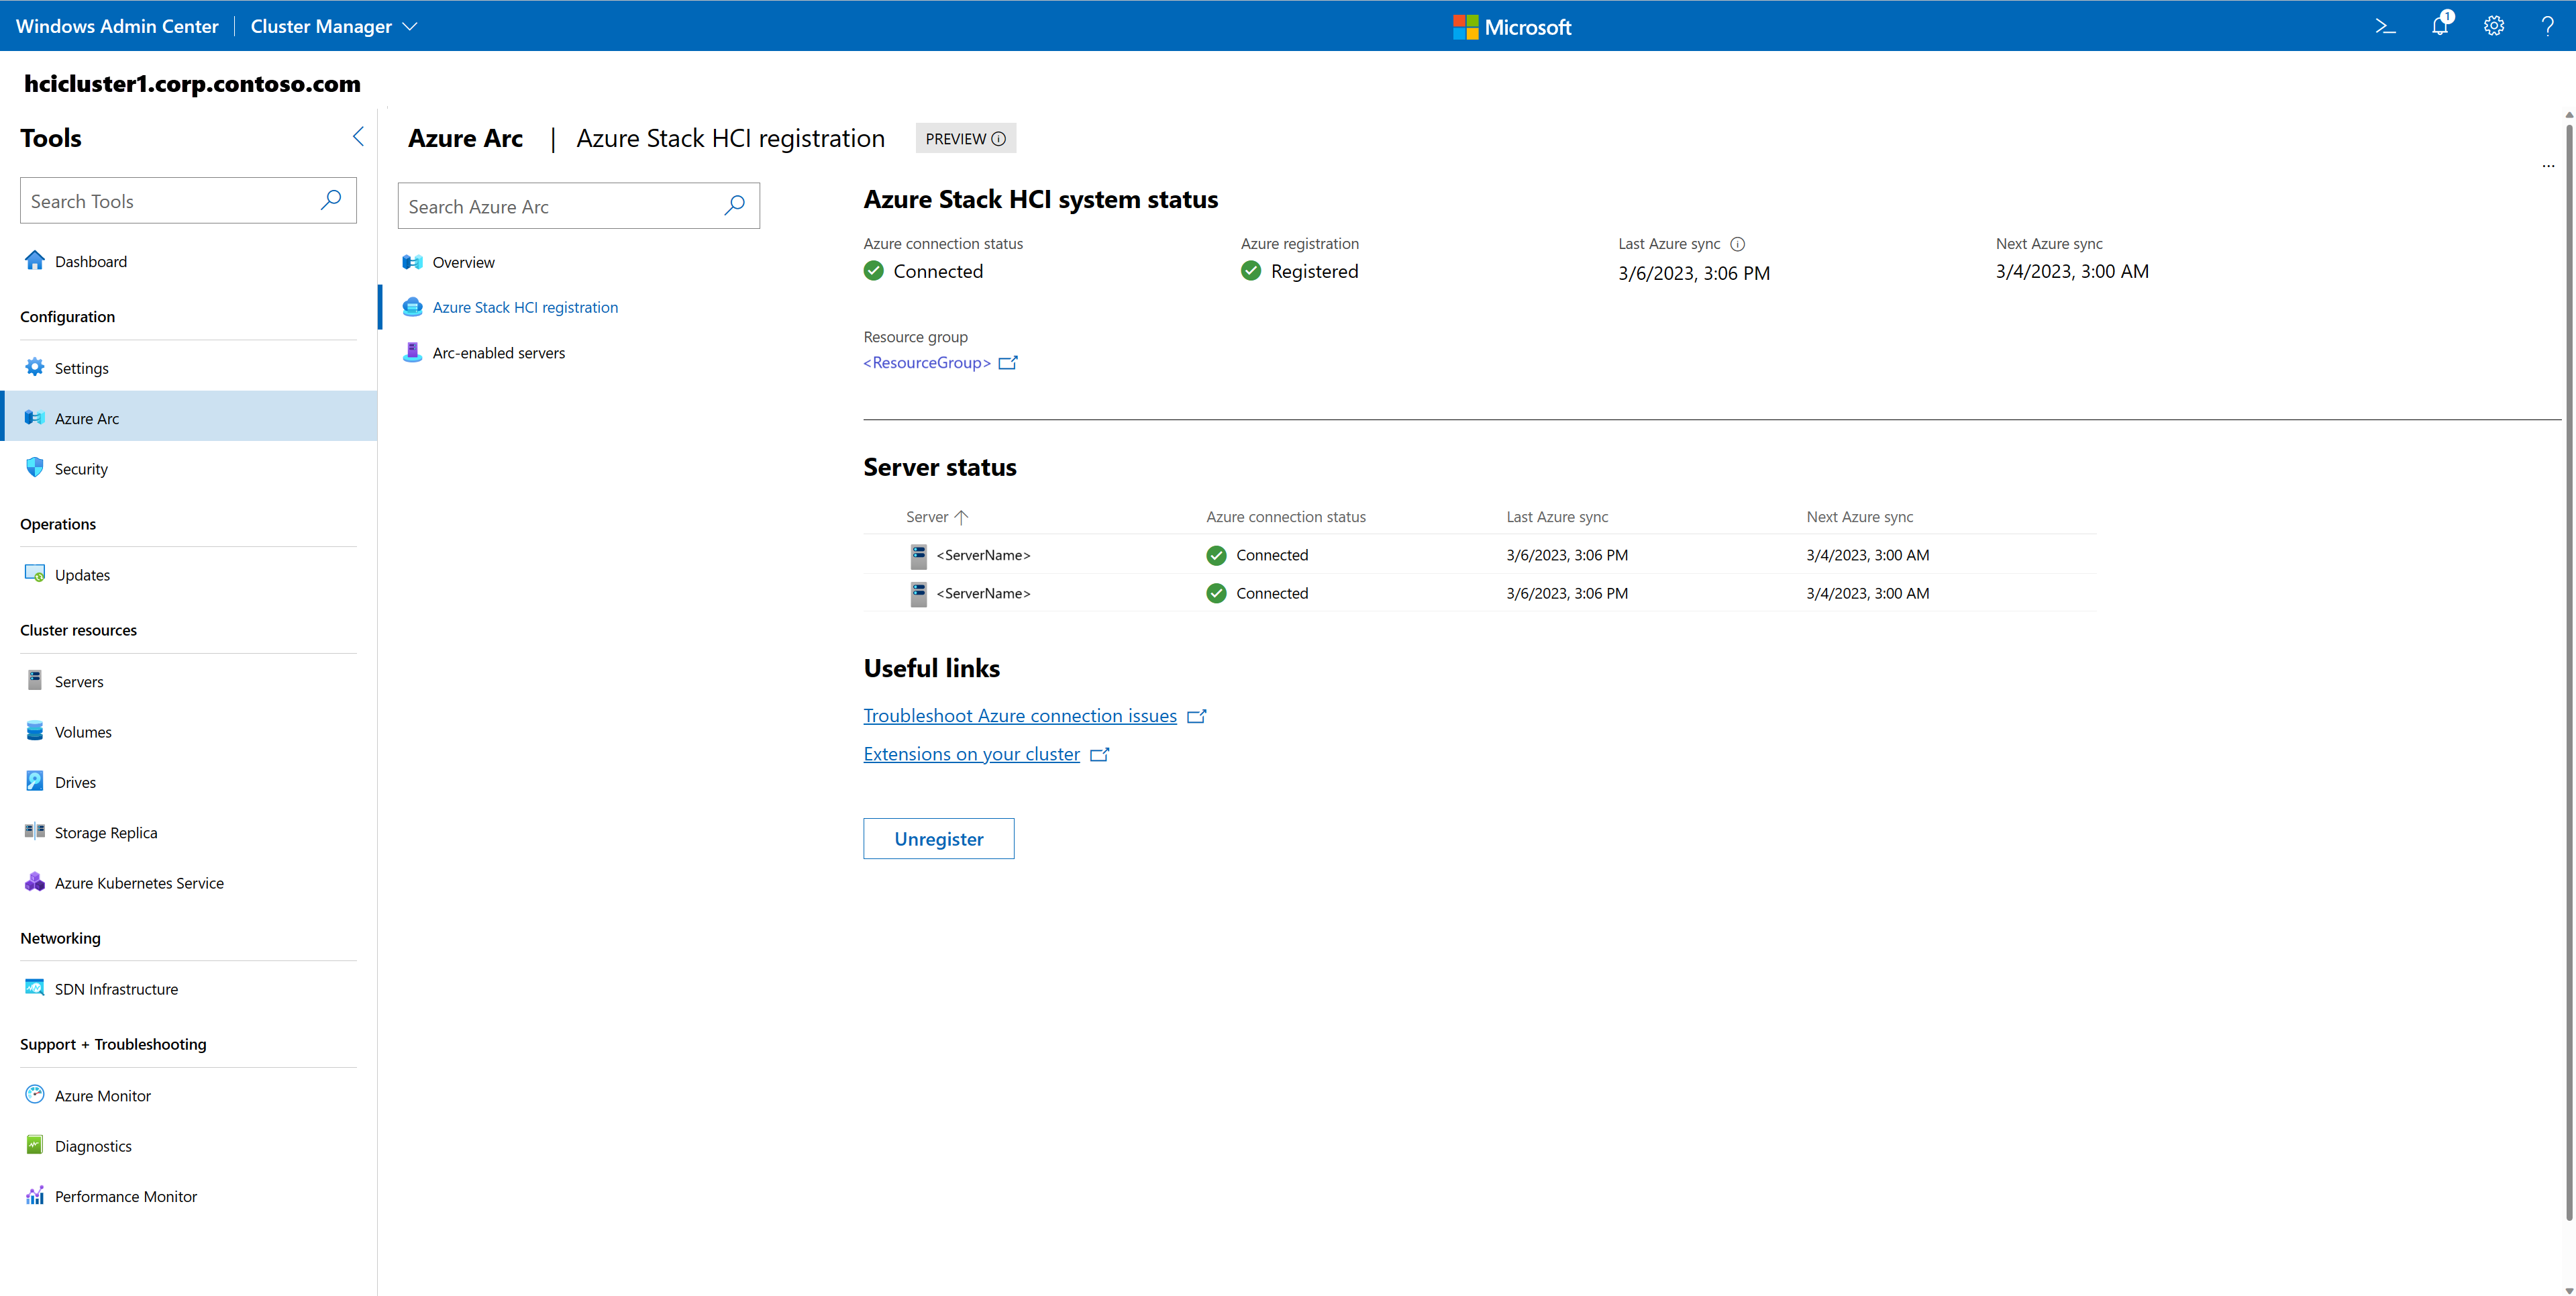 Windows Admin Center | Cluster Manager
Microsoft
1
hcicluster1.corp.contoso.com
Tools
Search Tools
Dashboard
Configuration
Settings
Azure Arc
Security
Operations
Updates
Cluster resources
Servers
Volumes
Drives
Storage Replica
Azure Kubernetes Service
Networking
SDN Infrastructure
Support + Troubleshooting
Azure Monitor
Diagnostics
Performance Monitor
Azure Arc | Azure Stack HCI registration PREVIEW
Search Azure Arc
Overview
Azure Stack HCI registration
Arc-enabled servers
...
Azure Stack HCI system status
Azure connection status Azure registration Last Azure sync Next Azure sync
Connected Registered 3/6/2023, 3:06 PM 3/4/2023, 3:00 AM
Resource group
<ResourceGroup>
Server status
Server Azure connection status Last Azure sync Next Azure sync
<ServerName> Connected 3/6/2023, 3:06 PM 3/4/2023, 3:00 AM
<ServerName> Connected 3/6/2023, 3:06 PM 3/4/2023, 3:00 AM
Useful links
Troubleshoot Azure connection issues
Extensions on your cluster
Unregister